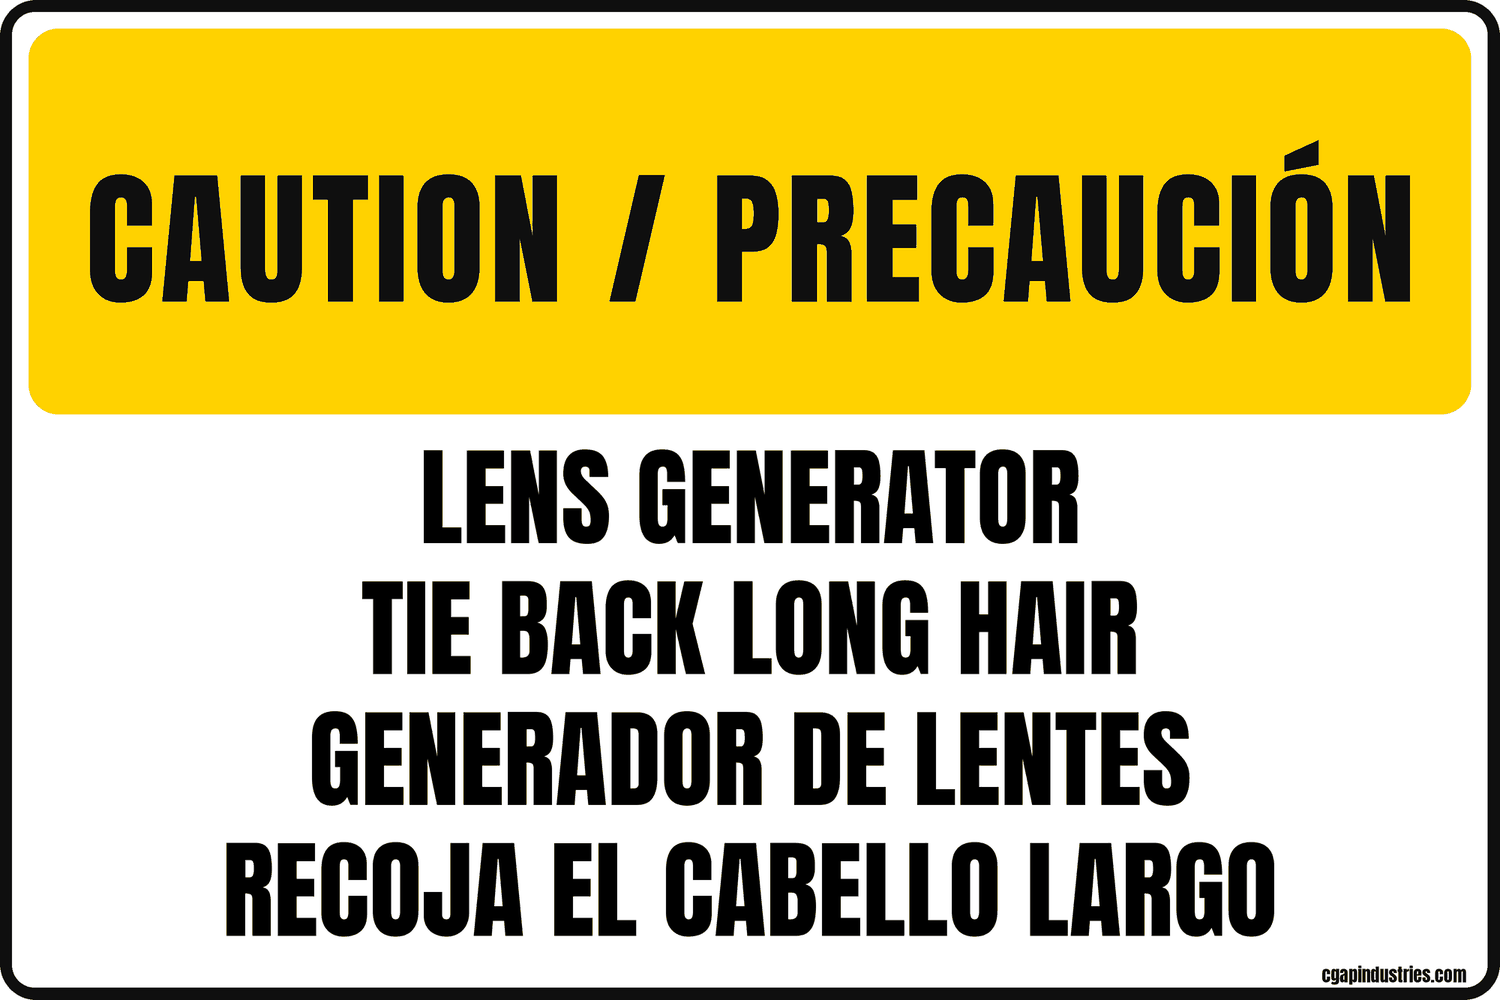 CAUTION / PRECAUCIÓN
LENS GENERATOR
TIE BACK LONG HAIR
GENERADOR DE LENTES
RECOJA EL CABELLO LARGO
cgapindustries.com